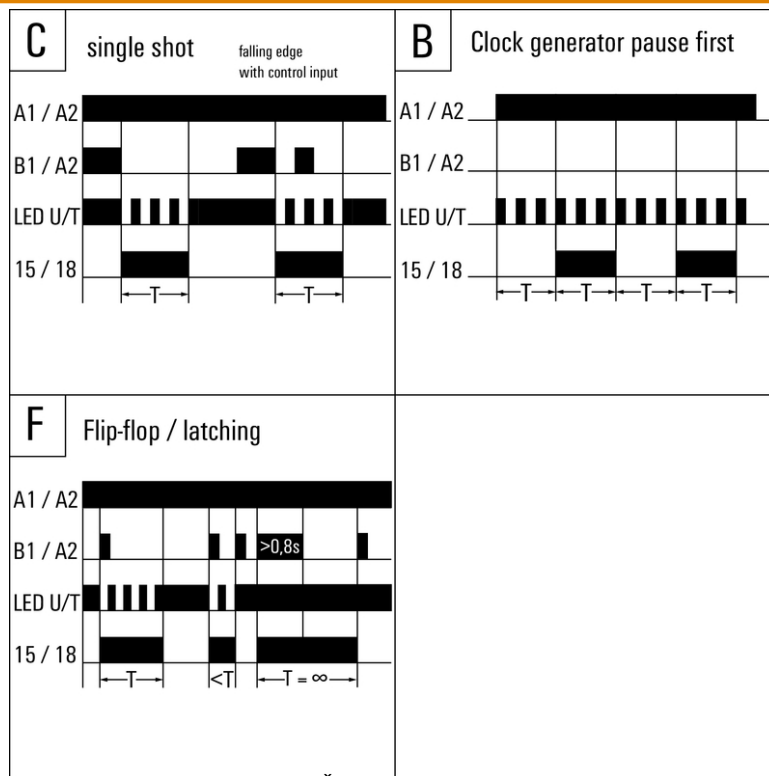 C
single shot
falling edge
with control input
A1 / A2
B1 / A2
LED U/T
15 / 18
T
T
B
Clock generator pause first
A1 / A2
B1 / A2
LED U/T
15 / 18
T
T
T
T
F
Flip-flop / latching
A1 / A2
B1 / A2
>0,8s
LED U/T
15 / 18
T
<T
T = ∞